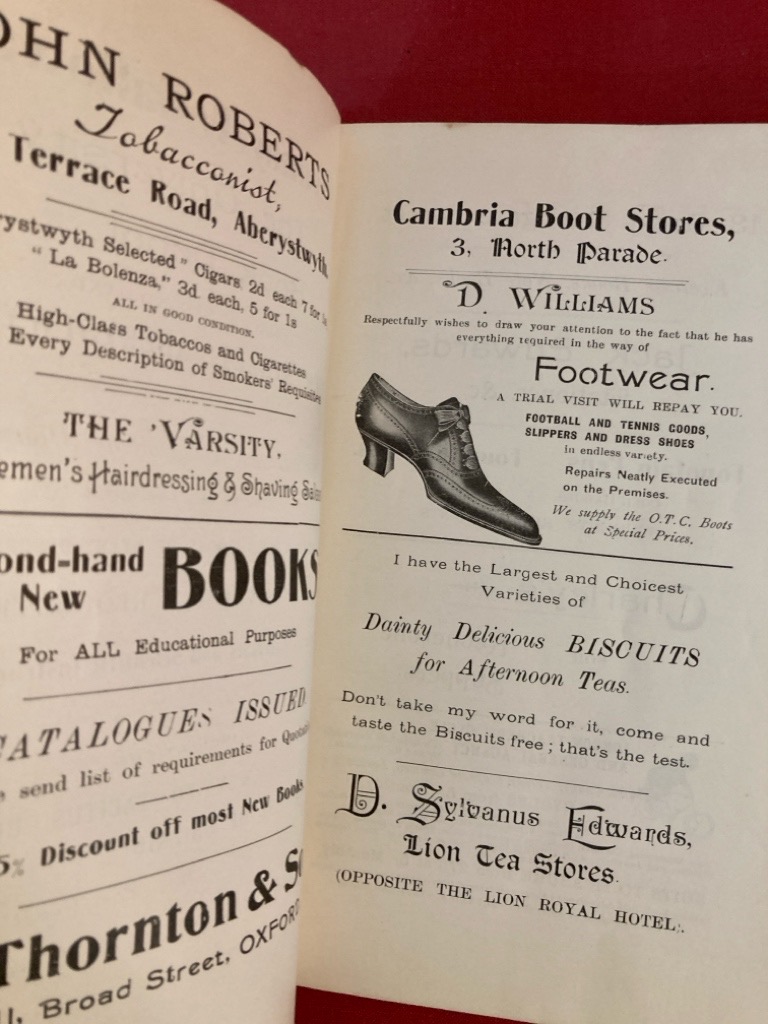 JOHN ROBERTS
Tobacconist,
Terrace Road, Aberystwyth
Selected" Cigars 2d each 7 for 1s
"La Bolenza," 3d. each, 5 for 1s
ALL IN GOOD CONDITION.
High-Class Tobaccos and Cigarettes
Every Description of Smokers' Requisites
THE 'VARSITY,
Hairdressing & Shaving
New
BOOKS
For ALL Educational Purposes
CATALOGUES ISSUED
send list of requirements for
Discount off most New Books
Thornton &
Broad Street, OXFORD
Cambria Boot Stores,
3, North Parade.
D. WILLIAMS
Respectfully wishes to draw your attention to the fact that he has
everything required in the way of
Footwear.
A TRIAL VISIT WILL REPAY YOU.
FOOTBALL AND TENNIS GOODS,
SLIPPERS AND DRESS SHOES
in endless variety.
Repairs Neatly Executed
on the Premises.
We supply the O.T.C. Boots
at Special Prices.
I have the Largest and Choicest
Varieties of
Dainty Delicious BISCUITS
for Afternoon Teas.
Don't take my word for it, come and
taste the Biscuits free; that's the test.
D. Sylvanus Edwards,
Lion Tea Stores.
(OPPOSITE THE LION ROYAL HOTEL).